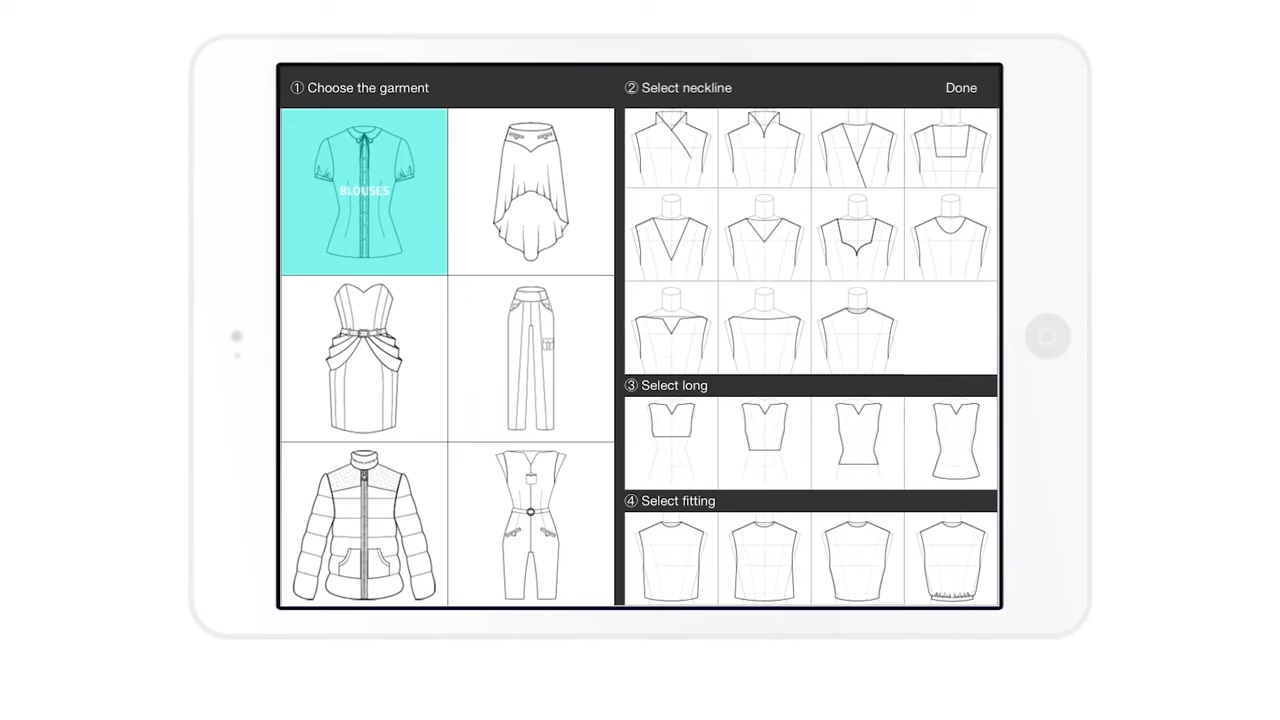 ① Choose the garment
② Select neckline
Done
BLOUSES
③ Select long
④ Select fitting